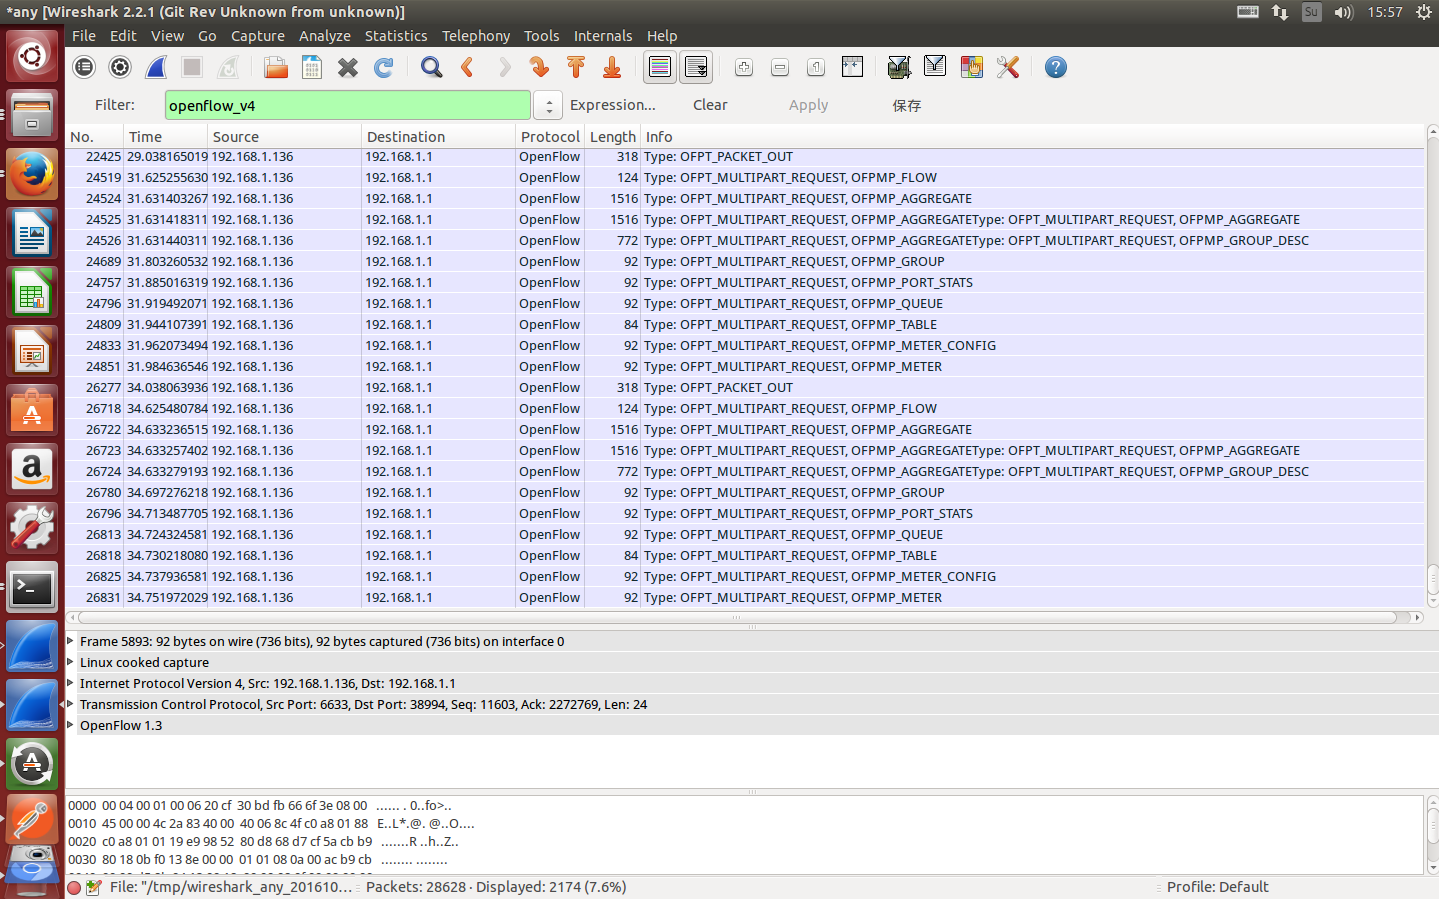 *any [Wireshark 2.2.1 (Git Rev Unknown from unknown)]
Su
15:57
File Edit View Go Capture Analyze Statistics Telephony Tools Internals Help
Filter: openflow_v4 Expression... Clear Apply 保存
No. Time Source Destination Protocol Length Info
22425 29.038165019 192.168.1.136 192.168.1.1 OpenFlow 318 Type: OFPT_PACKET_OUT
24519 31.625255630 192.168.1.136 192.168.1.1 OpenFlow 124 Type: OFPT_MULTIPART_REQUEST, OFPMP_FLOW
24524 31.631403267 192.168.1.136 192.168.1.1 OpenFlow 1516 Type: OFPT_MULTIPART_REQUEST, OFPMP_AGGREGATE
24525 31.631418311 192.168.1.136 192.168.1.1 OpenFlow 1516 Type: OFPT_MULTIPART_REQUEST, OFPMP_AGGREGATEType: OFPT_MULTIPART_REQUEST, OFPMP_AGGREGATE
24526 31.631440311 192.168.1.136 192.168.1.1 OpenFlow 772 Type: OFPT_MULTIPART_REQUEST, OFPMP_AGGREGATEType: OFPT_MULTIPART_REQUEST, OFPMP_GROUP_DESC
24689 31.803260532 192.168.1.136 192.168.1.1 OpenFlow 92 Type: OFPT_MULTIPART_REQUEST, OFPMP_GROUP
24757 31.885016319 192.168.1.136 192.168.1.1 OpenFlow 92 Type: OFPT_MULTIPART_REQUEST, OFPMP_PORT_STATS
24796 31.919492071 192.168.1.136 192.168.1.1 OpenFlow 92 Type: OFPT_MULTIPART_REQUEST, OFPMP_QUEUE
24809 31.944107391 192.168.1.136 192.168.1.1 OpenFlow 84 Type: OFPT_MULTIPART_REQUEST, OFPMP_TABLE
24833 31.962073494 192.168.1.136 192.168.1.1 OpenFlow 92 Type: OFPT_MULTIPART_REQUEST, OFPMP_METER_CONFIG
24851 31.984636546 192.168.1.136 192.168.1.1 OpenFlow 92 Type: OFPT_MULTIPART_REQUEST, OFPMP_METER
26277 34.038063936 192.168.1.136 192.168.1.1 OpenFlow 318 Type: OFPT_PACKET_OUT
26718 34.625480784 192.168.1.136 192.168.1.1 OpenFlow 124 Type: OFPT_MULTIPART_REQUEST, OFPMP_FLOW
26722 34.633236515 192.168.1.136 192.168.1.1 OpenFlow 1516 Type: OFPT_MULTIPART_REQUEST, OFPMP_AGGREGATE
26723 34.633257402 192.168.1.136 192.168.1.1 OpenFlow 1516 Type: OFPT_MULTIPART_REQUEST, OFPMP_AGGREGATEType: OFPT_MULTIPART_REQUEST, OFPMP_AGGREGATE
26724 34.633279193 192.168.1.136 192.168.1.1 OpenFlow 772 Type: OFPT_MULTIPART_REQUEST, OFPMP_AGGREGATEType: OFPT_MULTIPART_REQUEST, OFPMP_GROUP_DESC
26780 34.697276218 192.168.1.136 192.168.1.1 OpenFlow 92 Type: OFPT_MULTIPART_REQUEST, OFPMP_GROUP
26796 34.713487705 192.168.1.136 192.168.1.1 OpenFlow 92 Type: OFPT_MULTIPART_REQUEST, OFPMP_PORT_STATS
26813 34.724324581 192.168.1.136 192.168.1.1 OpenFlow 92 Type: OFPT_MULTIPART_REQUEST, OFPMP_QUEUE
26818 34.730218080 192.168.1.136 192.168.1.1 OpenFlow 84 Type: OFPT_MULTIPART_REQUEST, OFPMP_TABLE
26825 34.737936581 192.168.1.136 192.168.1.1 OpenFlow 92 Type: OFPT_MULTIPART_REQUEST, OFPMP_METER_CONFIG
26831 34.751972029 192.168.1.136 192.168.1.1 OpenFlow 92 Type: OFPT_MULTIPART_REQUEST, OFPMP_METER
Frame 5893: 92 bytes on wire (736 bits), 92 bytes captured (736 bits) on interface 0
Linux cooked capture
Internet Protocol Version 4, Src: 192.168.1.136, Dst: 192.168.1.1
Transmission Control Protocol, Src Port: 6633, Dst Port: 38994, Seq: 11603, Ack: 2272769, Len: 24
OpenFlow 1.3
0000 00 04 00 01 00 06 20 cf 30 bd fb 66 6f 3e 08 00 ...... . 0..fo>..
0010 45 00 00 4c 2a 83 40 00 40 06 8c 4f c0 a8 01 88 E..L*.@. @..O....
0020 c0 a8 01 01 19 e9 98 52 80 d8 68 d7 cf 5a cb b9 .......R ..h..Z..
0030 80 18 0b f0 13 8e 00 00 01 01 08 0a 00 ac b9 cb ........ ........
File: "/tmp/wireshark_any_201610... Packets: 28628 · Displayed: 2174 (7.6%) Profile: Default